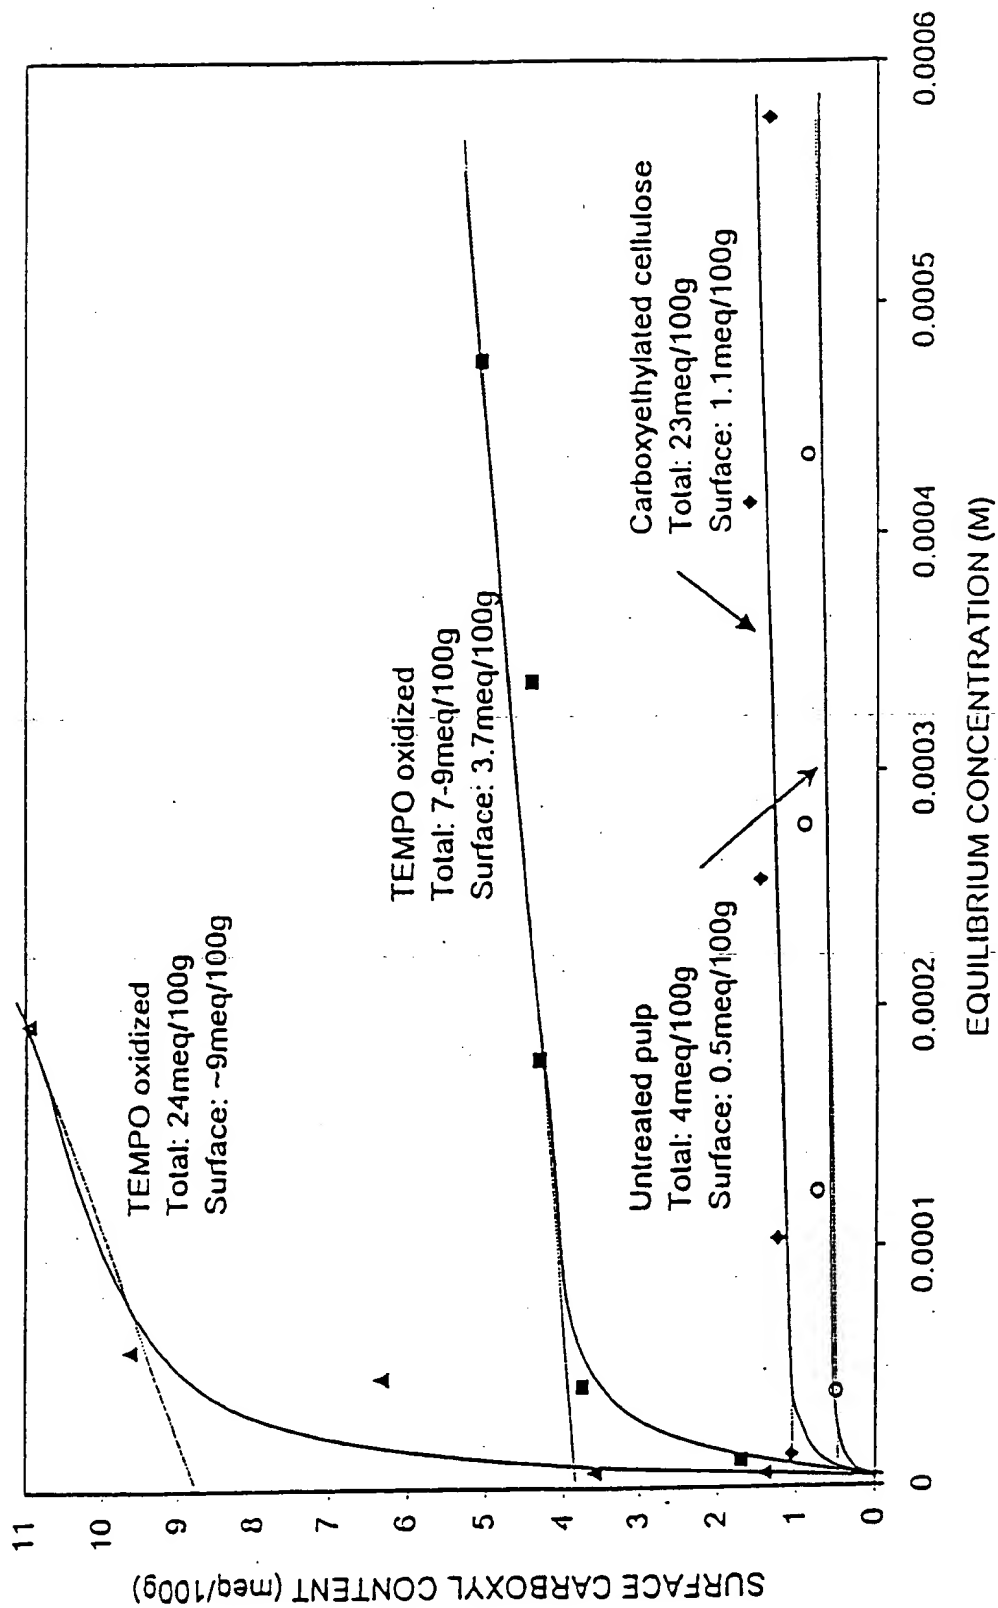 SURFACE CARBOXYL CONTENT (meq/100g)
11
10
9
8
7
6
5
4
3
2
1
0
TEMPO oxidized
Total: 24meq/100g
Surface: ~9meq/100g
TEMPO oxidized
Total: 7-9meq/100g
Surface: 3.7meq/100g
Untreated pulp
Total: 4meq/100g
Surface: 0.5meq/100g
Carboxyethylated cellulose
Total: 23meq/100g
Surface: 1.1meq/100g
0
0.0001
0.0002
0.0003
0.0004
0.0005
0.0006
EQUILIBRIUM CONCENTRATION (M)